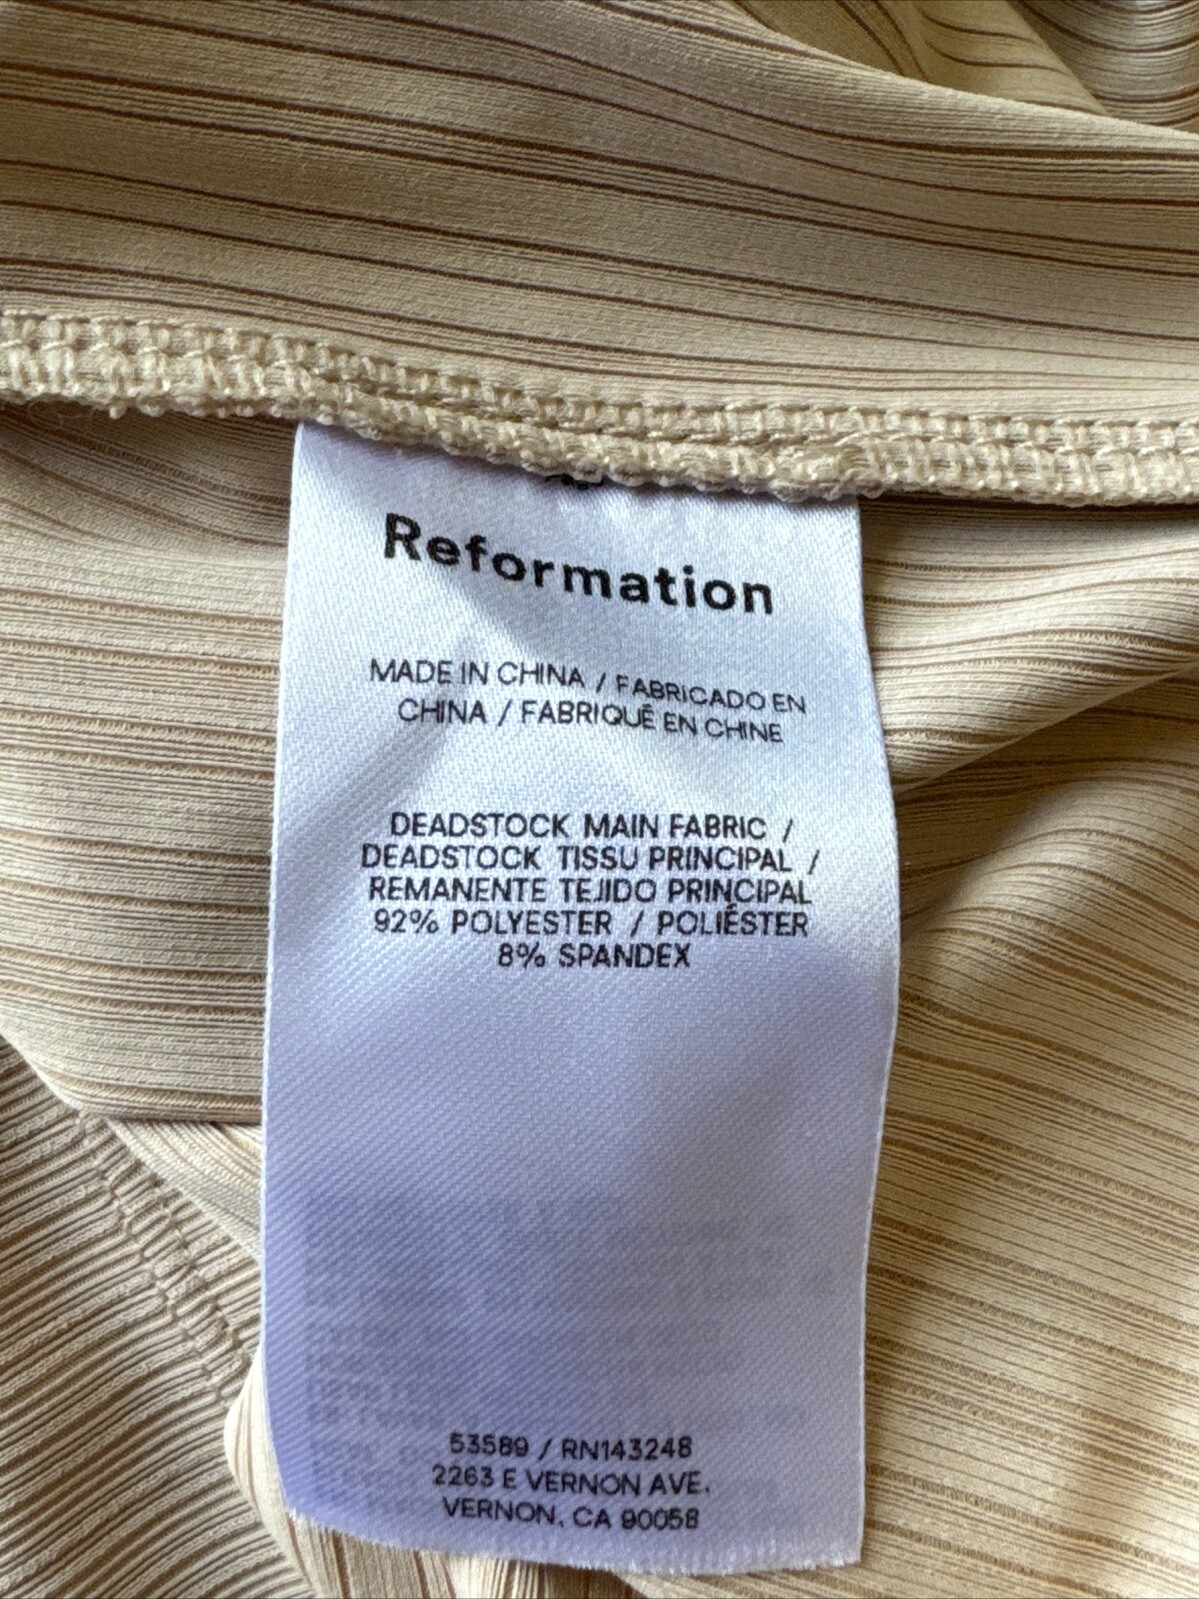 Reformation
MADE IN CHINA / FABRICADO EN
CHINA / FABRIQUÉ EN CHINE
DEADSTOCK MAIN FABRIC /
DEADSTOCK TISSU PRINCIPAL /
REMANENTE TEJIDO PRINCIPAL
92% POLYESTER / POLIÉSTER
8% SPANDEX
53589 / RN143248
2263 E VERNON AVE.
VERNON, CA 90058